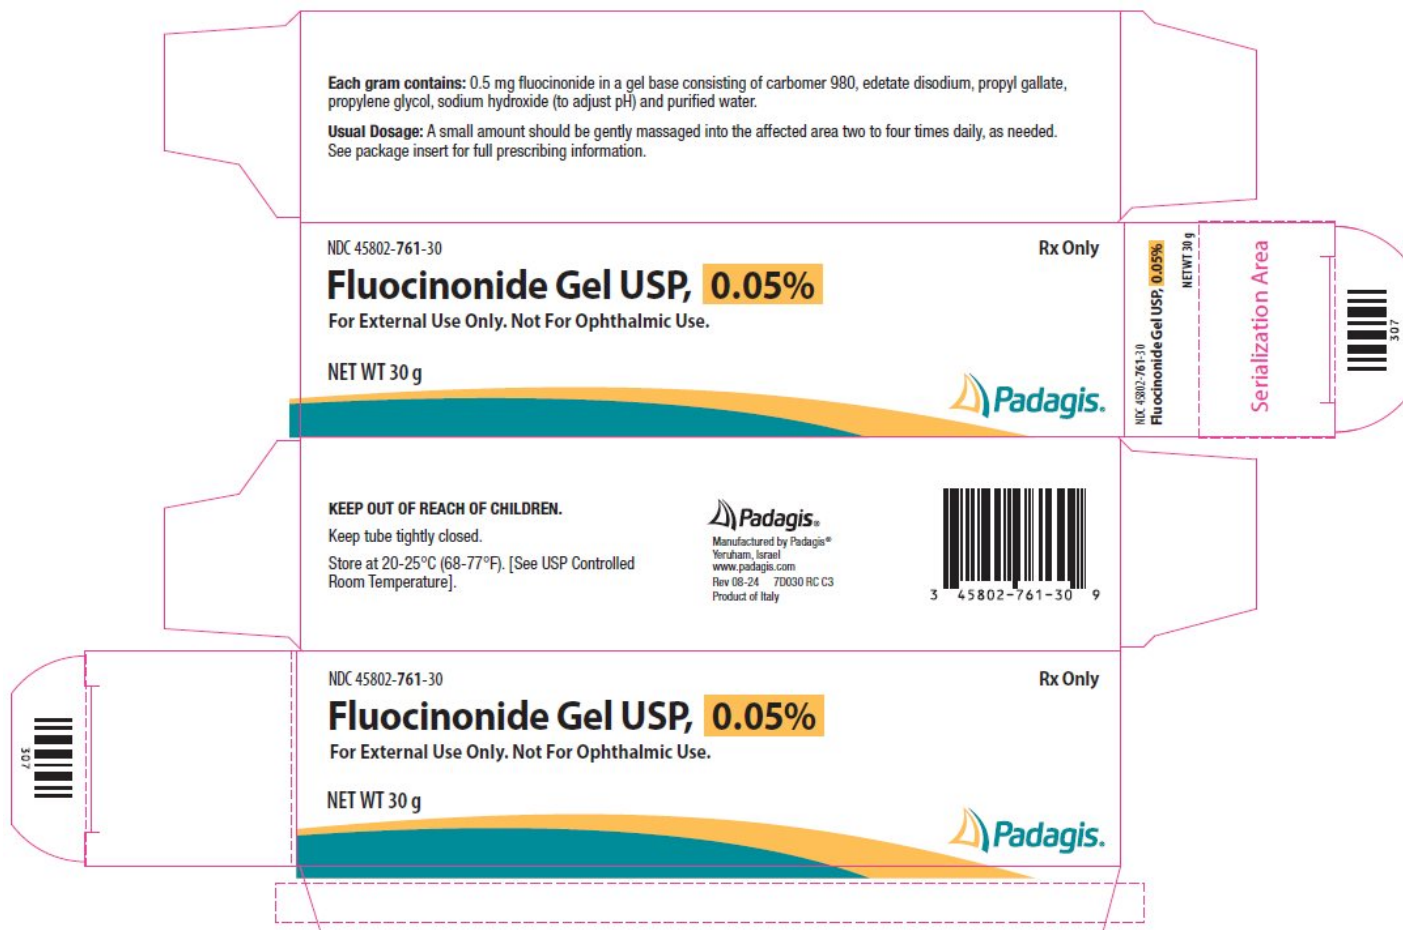 Each gram contains: 0.5 mg fluocinonide in a gel base consisting of carbomer 980, edetate disodium, propyl gallate,
propylene glycol, sodium hydroxide (to adjust pH) and purified water.
Usual Dosage: A small amount should be gently massaged into the affected area two to four times daily, as needed.
See package insert for full prescribing information.
NDC 45802-761-30
Rx Only
Fluocinonide Gel USP, 0.05%
For External Use Only. Not For Ophthalmic Use.
NET WT 30 g
Padagis.
NDC 45802-761-30
Fluocinonide Gel USP, 0.05%
NET WT 30 g
Serialization Area
307
KEEP OUT OF REACH OF CHILDREN.
Keep tube tightly closed.
Store at 20-25°C (68-77°F). [See USP Controlled
Room Temperature].
Padagis®
Manufactured by Padagis®
Yeruham, Israel
www.padagis.com
Rev 08-24 7D030 RC C3
Product of Italy
3 45802-761-30 9
307
NDC 45802-761-30
Rx Only
Fluocinonide Gel USP, 0.05%
For External Use Only. Not For Ophthalmic Use.
NET WT 30 g
Padagis.